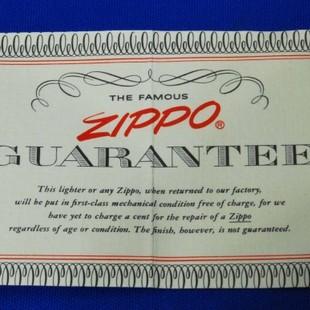 THE FAMOUS
ZIPPO®
GUARANTEE
This lighter or any Zippo, when returned to our factory,
will be put in first-class mechanical condition free of charge, for we
have yet to charge a cent for the repair of a Zippo
regardless of age or condition. The finish, however, is not guaranteed.